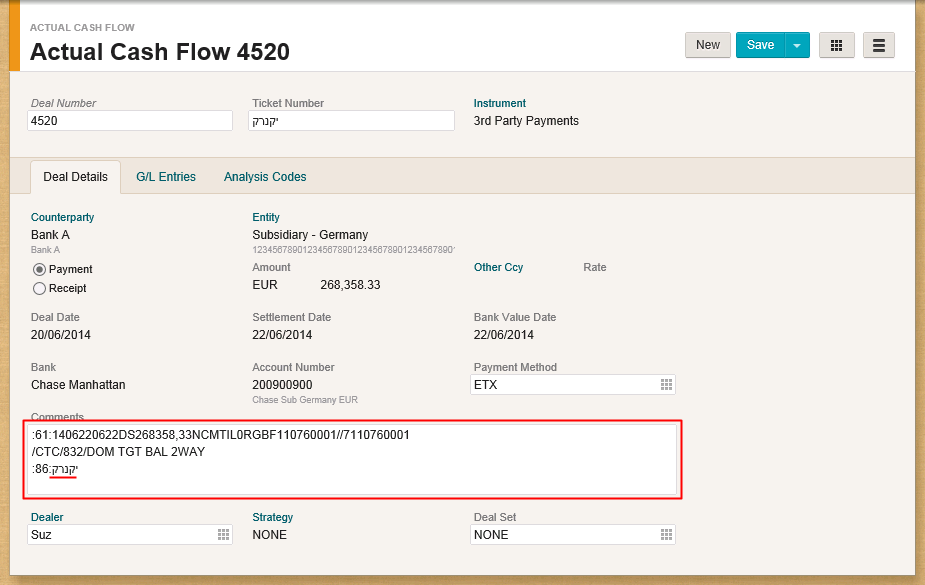 ACTUAL CASH FLOW
Actual Cash Flow 4520
New
Save
Deal Number
Ticket Number
Instrument
4520
יקנרק
3rd Party Payments
Deal Details
G/L Entries
Analysis Codes
Counterparty
Entity
Bank A
Subsidiary - Germany
Bank A
Payment
Receipt
Amount
Other Ccy
Rate
EUR
268,358.33
Deal Date
Settlement Date
Bank Value Date
20/06/2014
22/06/2014
22/06/2014
Bank
Account Number
Payment Method
Chase Manhattan
200900900
ETX
Chase Sub Germany EUR
Comments
:61:1406220622DS268358,33NCMTIL0RGBF110760001//7110760001
/CTC/832/DOM TGT BAL 2WAY
:86:יקנרק
Dealer
Strategy
Deal Set
Suz
NONE
NONE